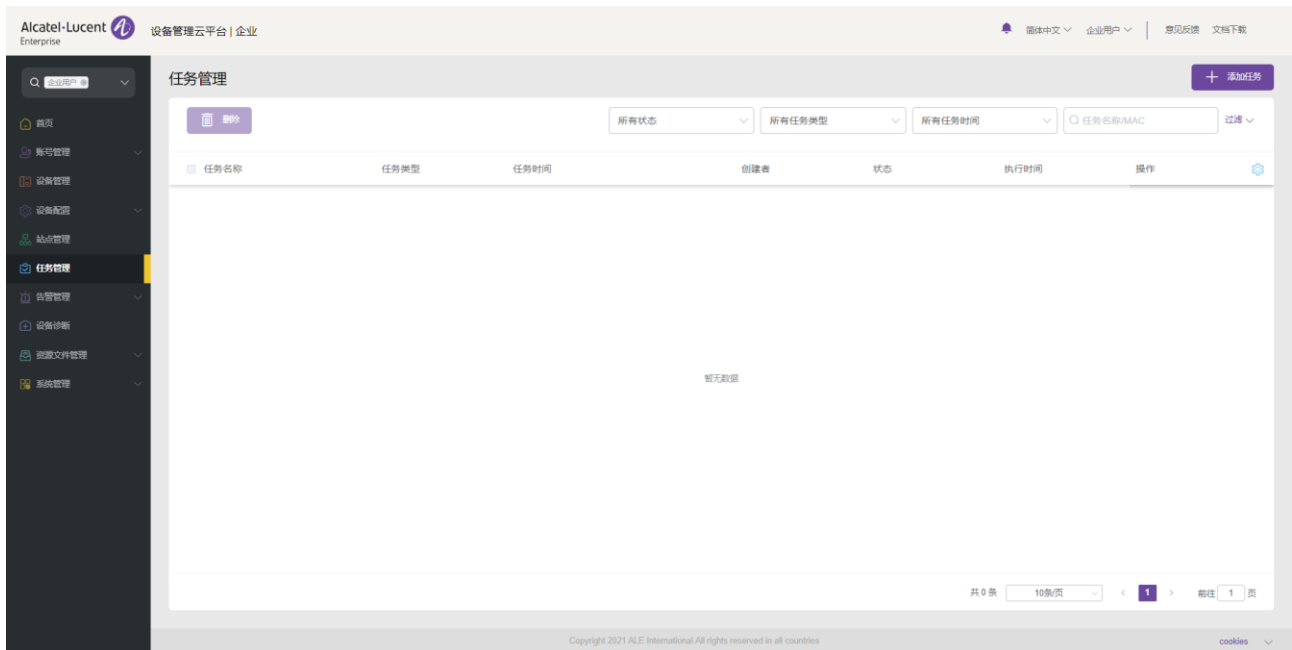 Alcatel·Lucent
Enterprise
设备管理云平台 | 企业
简体中文
企业用户
意见反馈
文档下载
企业用户
首页
账号管理
设备管理
设备配置
站点管理
任务管理
告警管理
设备诊断
资源文件管理
系统管理
任务管理
添加任务
删除
所有状态
所有任务类型
所有任务时间
任务名称/MAC
过滤
任务名称
任务类型
任务时间
创建者
状态
执行时间
操作
暂无数据
共 0 条
10条/页
1
前往 1 页
Copyright 2021 ALE International.All rights reserved in all countries
cookies